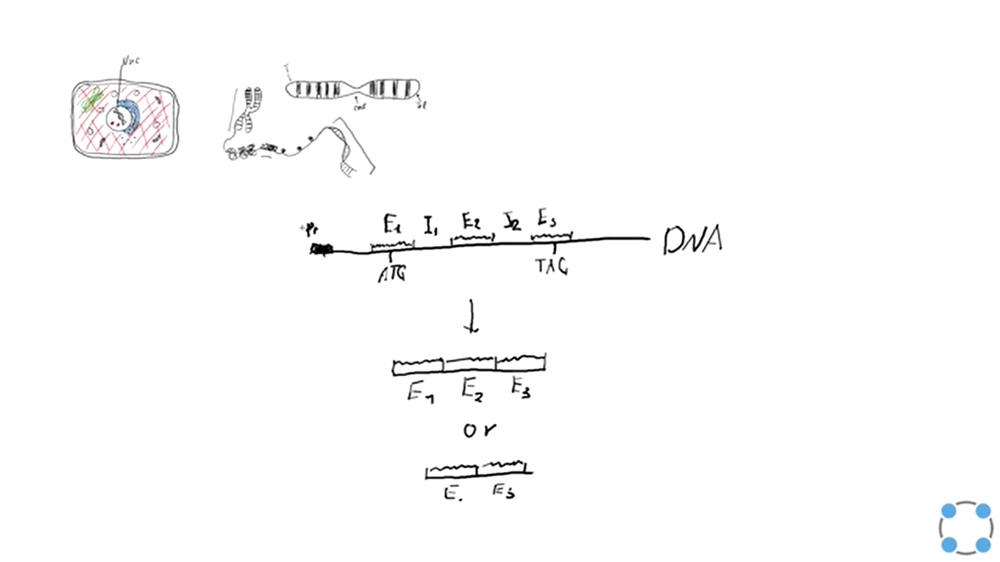 Nuc
Pr
E1 I1 E2 I2 E3
DNA
ATG
TAG
E1 E2 E3
or
E. E3